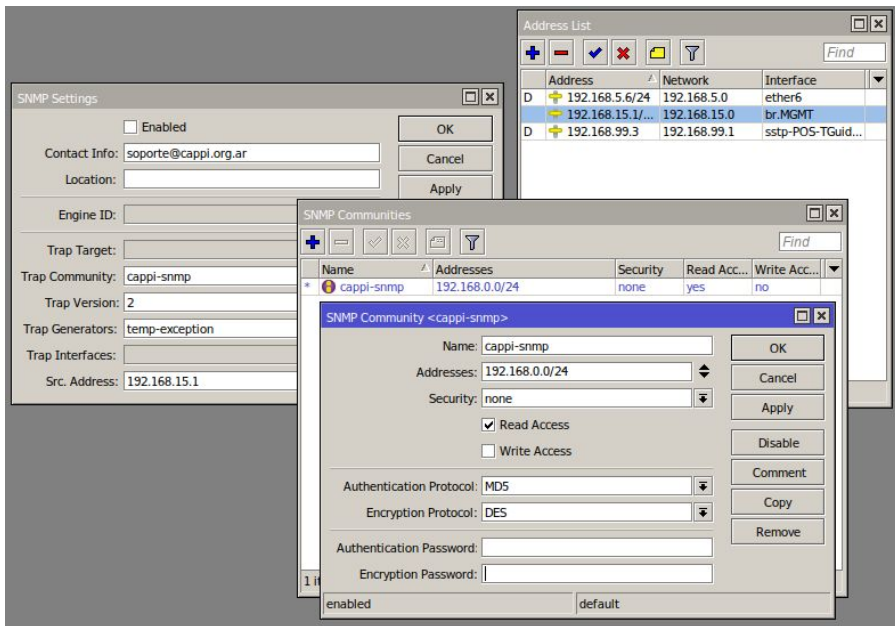 Address List
Find
Address Network Interface
D 192.168.5.6/24 192.168.5.0 ether6
192.168.15.1/... 192.168.15.0 br.MGMT
D 192.168.99.3 192.168.99.1 sstp-POS-TGuid...
SNMP Settings
Enabled
Contact Info: soporte@cappi.org.ar
Location:
Engine ID:
Trap Target:
Trap Community: cappi-snmp
Trap Version: 2
Trap Generators: temp-exception
Trap Interfaces:
Src. Address: 192.168.15.1
OK
Cancel
Apply
SNMP Communities
Find
Name Addresses Security Read Acc... Write Acc...
* cappi-snmp 192.168.0.0/24 none yes no
SNMP Community <cappi-snmp>
Name: cappi-snmp
Addresses: 192.168.0.0/24
Security: none
Read Access
Write Access
Authentication Protocol: MD5
Encryption Protocol: DES
Authentication Password:
Encryption Password:
OK
Cancel
Apply
Disable
Comment
Copy
Remove
enabled default